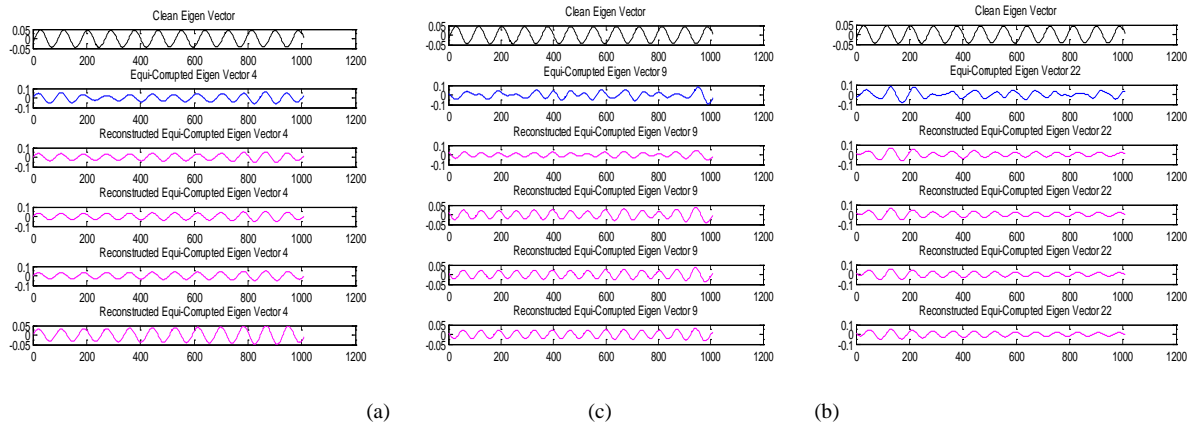 Clean Eigen Vector
0.05
0
-0.05
0 200 400 600 800 1000 1200
Equi-Corrupted Eigen Vector 4
0.1
0
-0.1
0 200 400 600 800 1000 1200
Reconstructed Equi-Corrupted Eigen Vector 4
0.1
0
-0.1
0 200 400 600 800 1000 1200
Reconstructed Equi-Corrupted Eigen Vector 4
0.1
0
-0.1
0 200 400 600 800 1000 1200
Reconstructed Equi-Corrupted Eigen Vector 4
0.1
0
-0.1
0 200 400 600 800 1000 1200
Reconstructed Equi-Corrupted Eigen Vector 4
0.05
0
-0.05
0 200 400 600 800 1000 1200
Clean Eigen Vector
0.05
0
-0.05
0 200 400 600 800 1000 1200
Equi-Corrupted Eigen Vector 9
0.1
0
-0.1
0 200 400 600 800 1000 1200
Reconstructed Equi-Corrupted Eigen Vector 9
0.1
0
-0.1
0 200 400 600 800 1000 1200
Reconstructed Equi-Corrupted Eigen Vector 9
0.05
0
-0.05
0 200 400 600 800 1000 1200
Reconstructed Equi-Corrupted Eigen Vector 9
0.05
0
-0.05
0 200 400 600 800 1000 1200
Reconstructed Equi-Corrupted Eigen Vector 9
0.05
0
-0.05
0 200 400 600 800 1000 1200
Clean Eigen Vector
0.05
0
-0.05
0 200 400 600 800 1000 1200
Equi-Corrupted Eigen Vector 22
0.1
0
-0.1
0 200 400 600 800 1000 1200
Reconstructed Equi-Corrupted Eigen Vector 22
0.1
0
-0.1
0 200 400 600 800 1000 1200
Reconstructed Equi-Corrupted Eigen Vector 22
0.1
0
-0.1
0 200 400 600 800 1000 1200
Reconstructed Equi-Corrupted Eigen Vector 22
0.1
0
-0.1
0 200 400 600 800 1000 1200
Reconstructed Equi-Corrupted Eigen Vector 22
0.1
0
-0.1
0 200 400 600 800 1000 1200
(a) (c) (b)